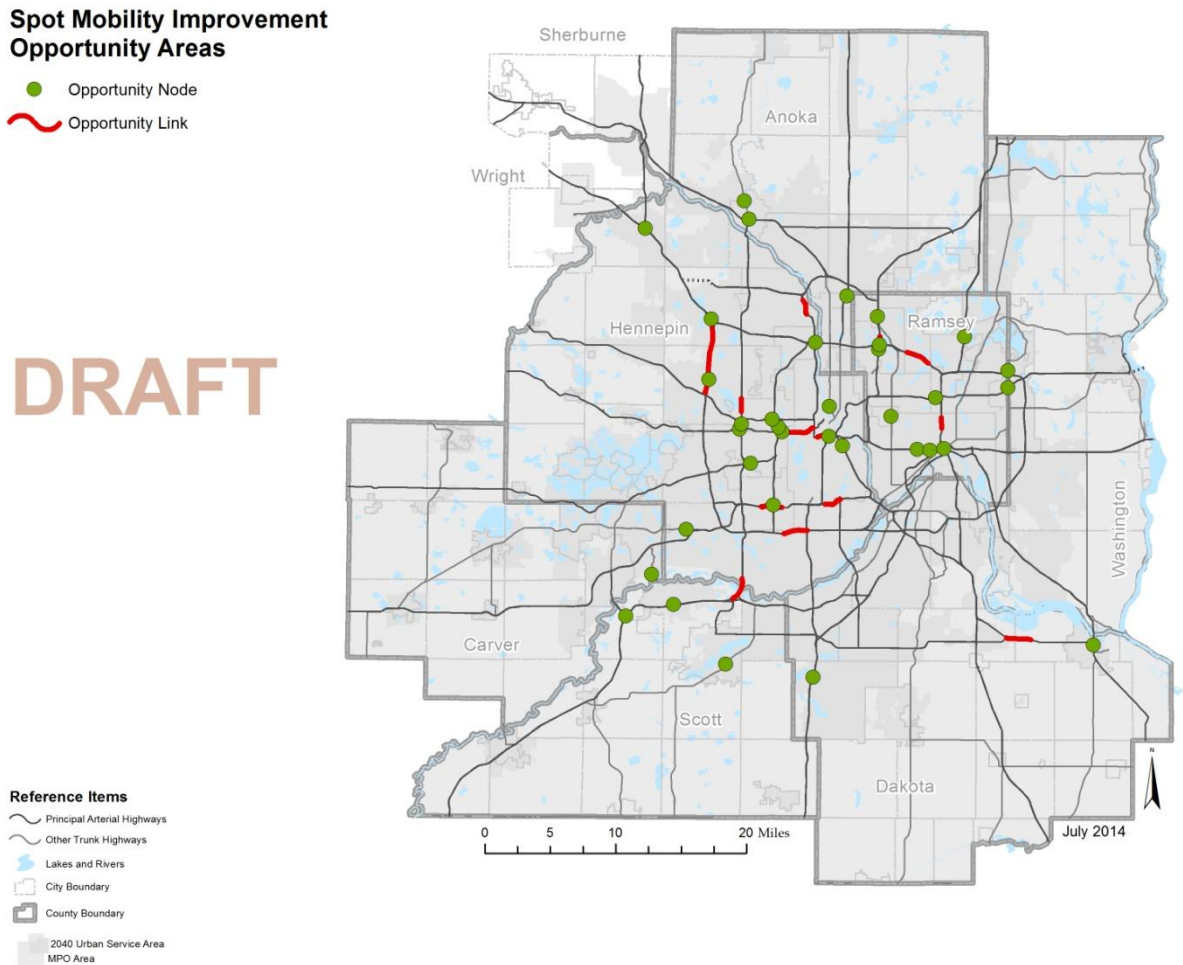 Spot Mobility Improvement
Opportunity Areas
Opportunity Node
Opportunity Link
Sherburne
Anoka
Wright
Hennepin
Ramsey
DRAFT
Washington
Carver
Scott
Dakota
Reference Items
Principal Arterial Highways
Other Trunk Highways
Lakes and Rivers
City Boundary
County Boundary
2040 Urban Service Area
MPO Area
0 5 10 20 Miles
N
July 2014